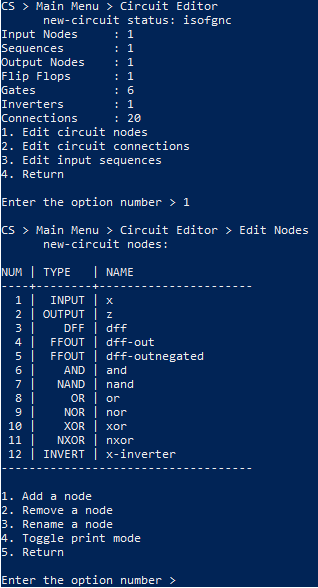 CS > Main Menu > Circuit Editor
new-circuit status: isofgnc
Input Nodes : 1
Sequences : 1
Output Nodes : 1
Flip Flops : 1
Gates : 6
Inverters : 1
Connections : 20
1. Edit circuit nodes
2. Edit circuit connections
3. Edit input sequences
4. Return
Enter the option number > 1
CS > Main Menu > Circuit Editor > Edit Nodes
new-circuit nodes:
NUM | TYPE | NAME
----+--------+----------------------
1 | INPUT | x
2 | OUTPUT | z
3 | DFF | dff
4 | FFOUT | dff-out
5 | FFOUT | dff-outnegated
6 | AND | and
7 | NAND | nand
8 | OR | or
9 | NOR | nor
10 | XOR | xor
11 | NXOR | nxor
12 | INVERT | x-inverter
------------------------------------
1. Add a node
2. Remove a node
3. Rename a node
4. Toggle print mode
5. Return
Enter the option number >